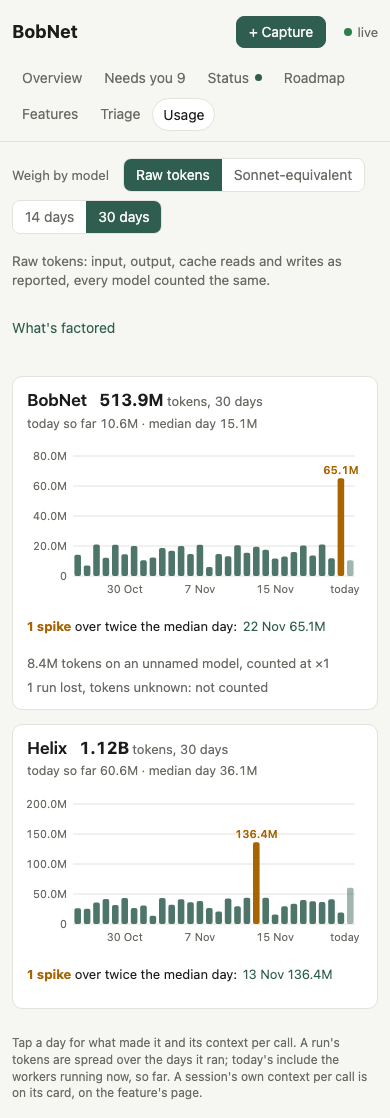 BobNet
+ Capture
live
Overview
Needs you 9
Status
Roadmap
Features
Triage
Usage
Weigh by model
Raw tokens
Sonnet-equivalent
14 days
30 days
Raw tokens: input, output, cache reads and writes as
reported, every model counted the same.
What's factored
BobNet 513.9M tokens, 30 days
today so far 10.6M · median day 15.1M
80.0M
65.1M
60.0M
40.0M
20.0M
0
30 Oct
7 Nov
15 Nov
today
1 spike over twice the median day: 22 Nov 65.1M
8.4M tokens on an unnamed model, counted at ×1
1 run lost, tokens unknown: not counted
Helix 1.12B tokens, 30 days
today so far 60.6M · median day 36.1M
200.0M
150.0M
136.4M
100.0M
50.0M
0
30 Oct
7 Nov
15 Nov
today
1 spike over twice the median day: 13 Nov 136.4M
Tap a day for what made it and its context per call. A run's
tokens are spread over the days it ran; today's include the
workers running now, so far. A session's own context per call is
on its card, on the feature's page.